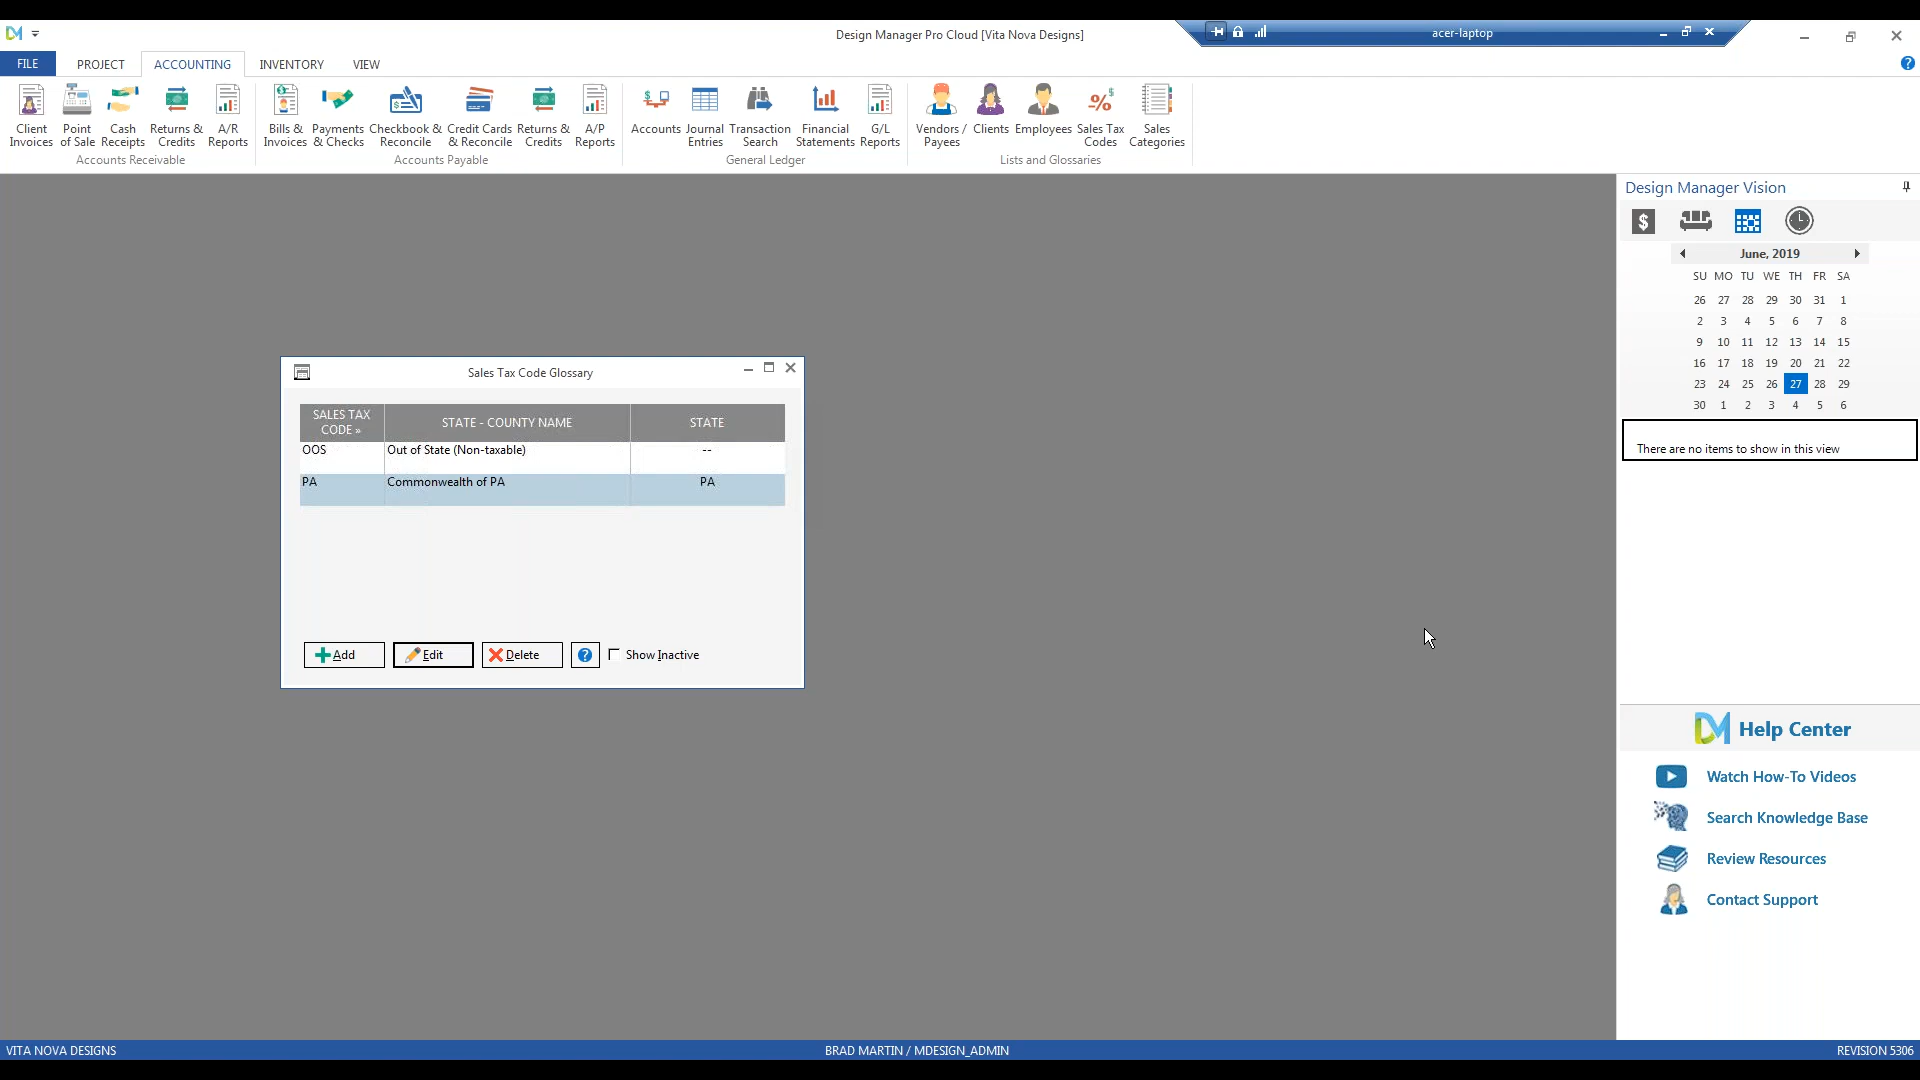 Design Manager Pro Cloud [Vita Nova Designs]
acer-laptop
FILE PROJECT ACCOUNTING INVENTORY VIEW
Client Invoices
Point of Sale
Cash Receipts
Returns & Credits
A/R Reports
Accounts Receivable
Bills & Invoices
Payments & Checks
Checkbook & Reconcile
Credit Cards & Reconcile
Returns & Credits
A/P Reports
Accounts Payable
Accounts
Journal Entries
Transaction Search
Financial Statements
G/L Reports
General Ledger
Vendors / Payees
Clients
Employees
Sales Tax Codes
Sales Categories
Lists and Glossaries
Sales Tax Code Glossary
SALES TAX CODE » STATE - COUNTY NAME STATE
OOS Out of State (Non-taxable) --
PA Commonwealth of PA PA
Add Edit Delete ? Show Inactive
Design Manager Vision
June, 2019
SU MO TU WE TH FR SA
26 27 28 29 30 31 1
2 3 4 5 6 7 8
9 10 11 12 13 14 15
16 17 18 19 20 21 22
23 24 25 26 27 28 29
30 1 2 3 4 5 6
There are no items to show in this view
DM Help Center
Watch How-To Videos
Search Knowledge Base
Review Resources
Contact Support
VITA NOVA DESIGNS BRAD MARTIN / MDESIGN_ADMIN REVISION 5306